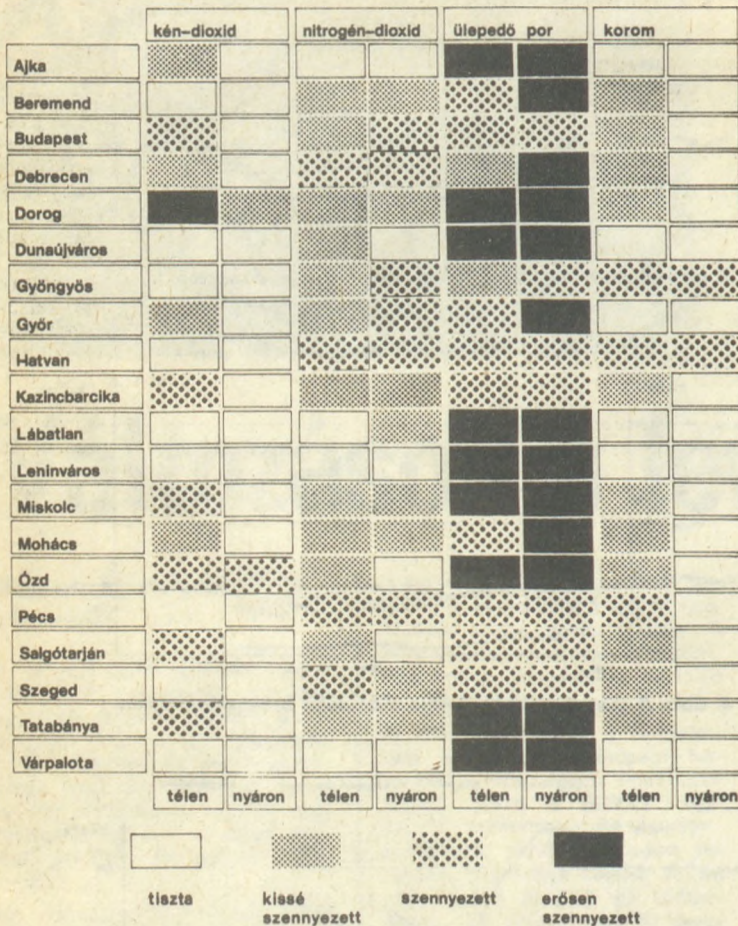 kén-dioxid nitrogén-dioxid ülepedő por korom
Ajka
Beremend
Budapest
Debrecen
Dorog
Dunaújváros
Gyöngyös
Győr
Hatvan
Kazincbarcika
Lábatlan
Leninváros
Miskolc
Mohács
Ózd
Pécs
Salgótarján
Szeged
Tatabánya
Várpalota
télen nyáron télen nyáron télen nyáron télen nyáron
tiszta kissé szennyezett erősen
szennyezett szennyezett